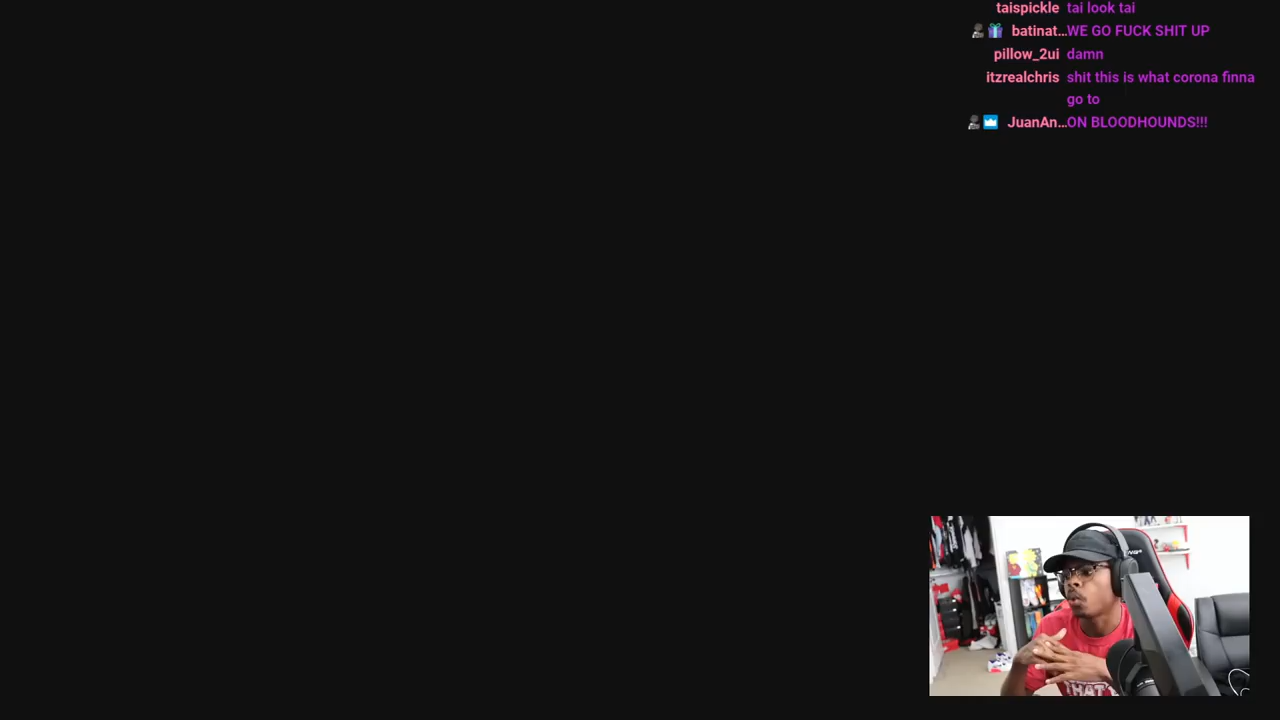 taispickle tai look tai
batinat... WE GO FUCK SHIT UP
pillow_2ui damn
itzrealchris shit this is what corona finna
go to
JuanAn... ON BLOODHOUNDS!!!
THAT'